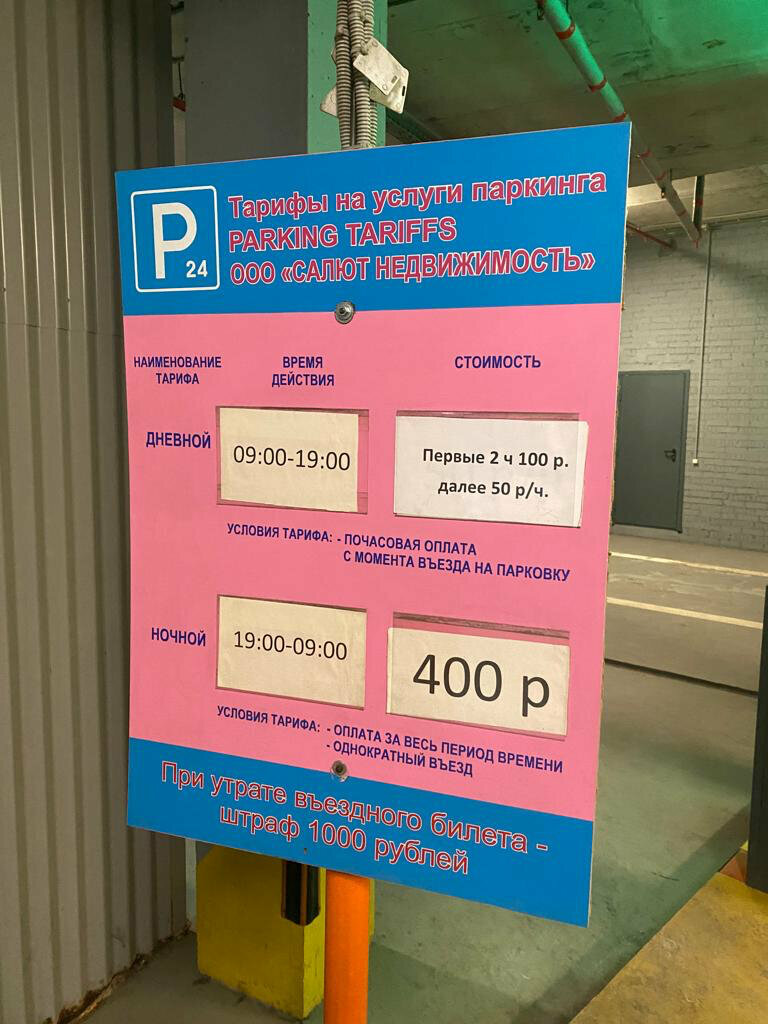 P
24
Тарифы на услуги паркинга
PARKING TARIFFS
ООО «САЛЮТ НЕДВИЖИМОСТЬ»
НАИМЕНОВАНИЕ
ТАРИФА
ВРЕМЯ
ДЕЙСТВИЯ
СТОИМОСТЬ
ДНЕВНОЙ
09:00-19:00
Первые 2 ч 100 р.
далее 50 р/ч.
УСЛОВИЯ ТАРИФА: - ПОЧАСОВАЯ ОПЛАТА
С МОМЕНТА ВЪЕЗДА НА ПАРКОВКУ
НОЧНОЙ
19:00-09:00
400 р
УСЛОВИЯ ТАРИФА: - ОПЛАТА ЗА ВЕСЬ ПЕРИОД ВРЕМЕНИ
- ОДНОКРАТНЫЙ ВЪЕЗД
При утрате въездного билета -
штраф 1000 рублей